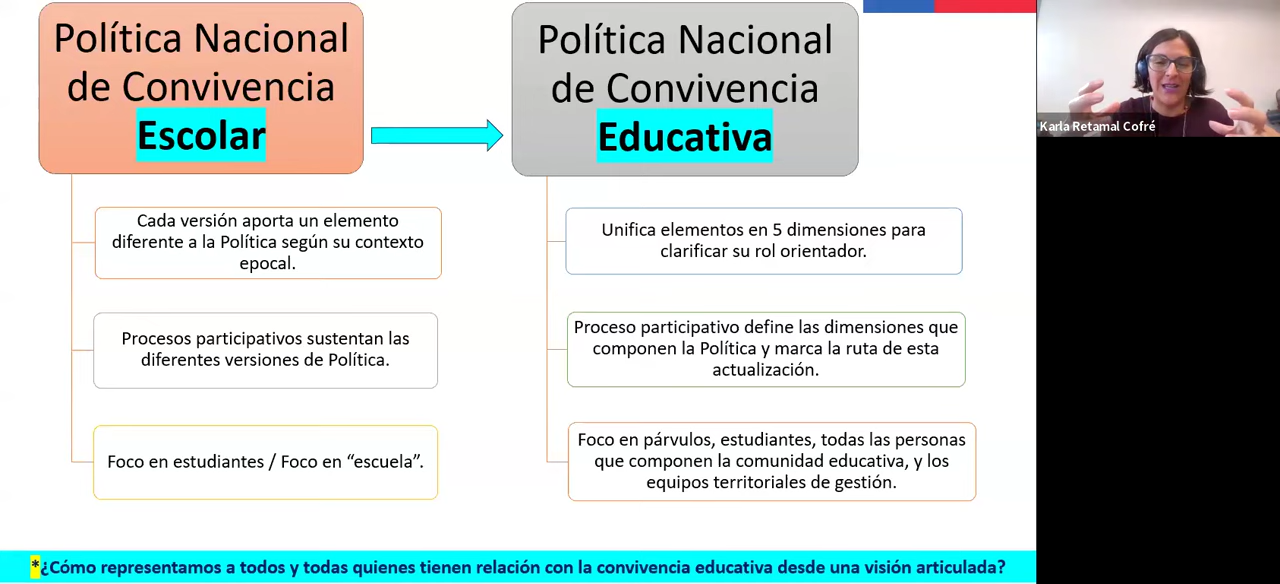 Política Nacional
de Convivencia
Escolar
Política Nacional
de Convivencia
Educativa
Karla Retamal Cofré
Cada versión aporta un elemento
diferente a la Política según su contexto
epocal.
Procesos participativos sustentan las
diferentes versiones de Política.
Foco en estudiantes / Foco en “escuela”.
Unifica elementos en 5 dimensiones para
clarificar su rol orientador.
Proceso participativo define las dimensiones que
componen la Política y marca la ruta de esta
actualización.
Foco en párvulos, estudiantes, todas las personas
que componen la comunidad educativa, y los
equipos territoriales de gestión.
*¿Cómo representamos a todos y todas quienes tienen relación con la convivencia educativa desde una visión articulada?